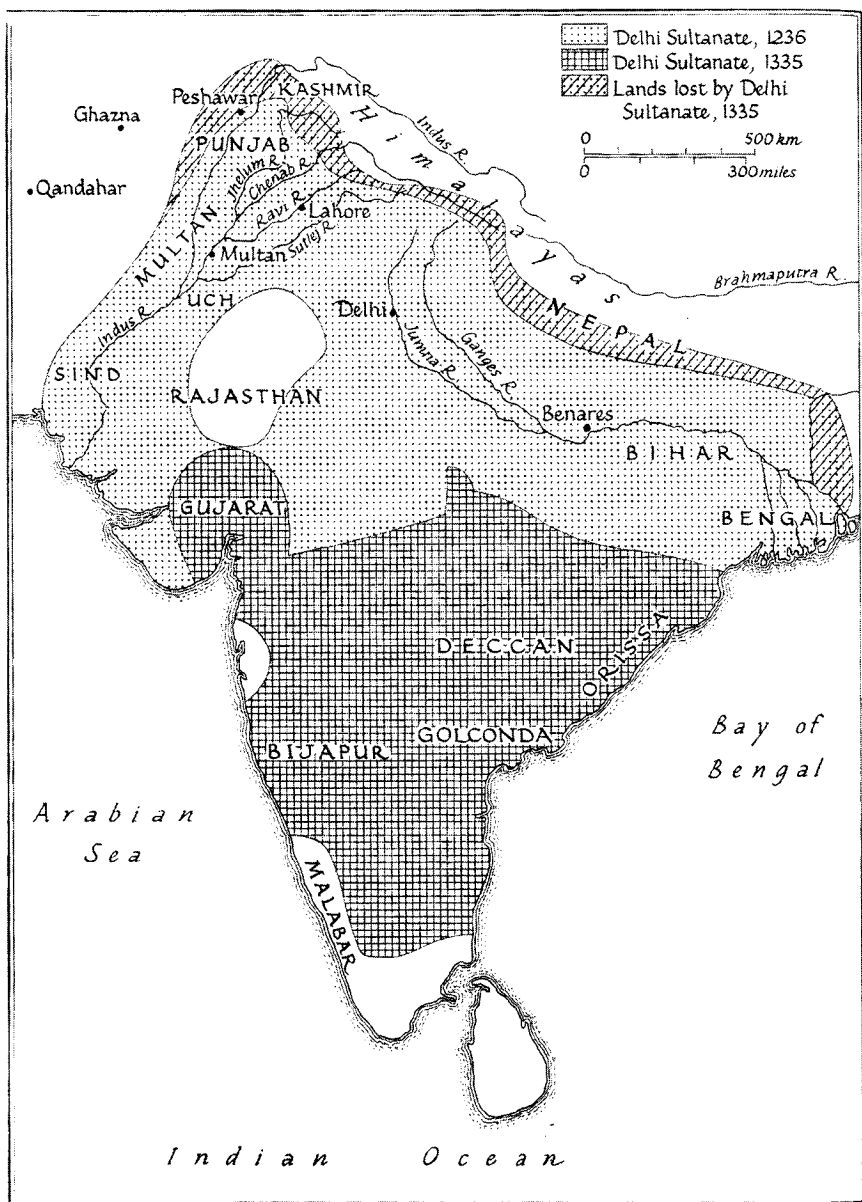 Delhi Sultanate, 1236
Delhi Sultanate, 1335
Lands lost by Delhi
Sultanate, 1335
0 500 km
0 300 miles
KASHMIR
Peshawar
Ghazna
Indus R.
Himalayas
PUNJAB
Jhelum R.
Chenab R.
Qandahar
Ravi R.
Lahore
MULTAN
Multan
Sutlej R.
Brahmaputra R.
UCH
NEPAL
Delhi
Indus R.
Ganges R.
Jumna R.
SIND
RAJASTHAN
Benares
BIHAR
GUJARAT
BENGAL
DECCAN
ORISSA
GOLCONDA
BIJAPUR
Bay of
Bengal
Arabian
Sea
MALABAR
Indian Ocean